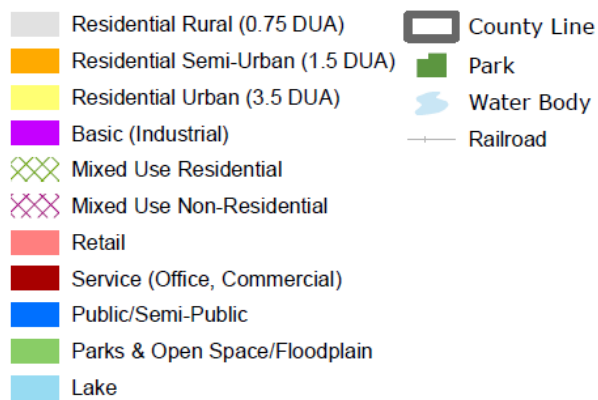 Residential Rural (0.75 DUA)
Residential Semi-Urban (1.5 DUA)
Residential Urban (3.5 DUA)
Basic (Industrial)
Mixed Use Residential
Mixed Use Non-Residential
Retail
Service (Office, Commercial)
Public/Semi-Public
Parks & Open Space/Floodplain
Lake
County Line
Park
Water Body
Railroad